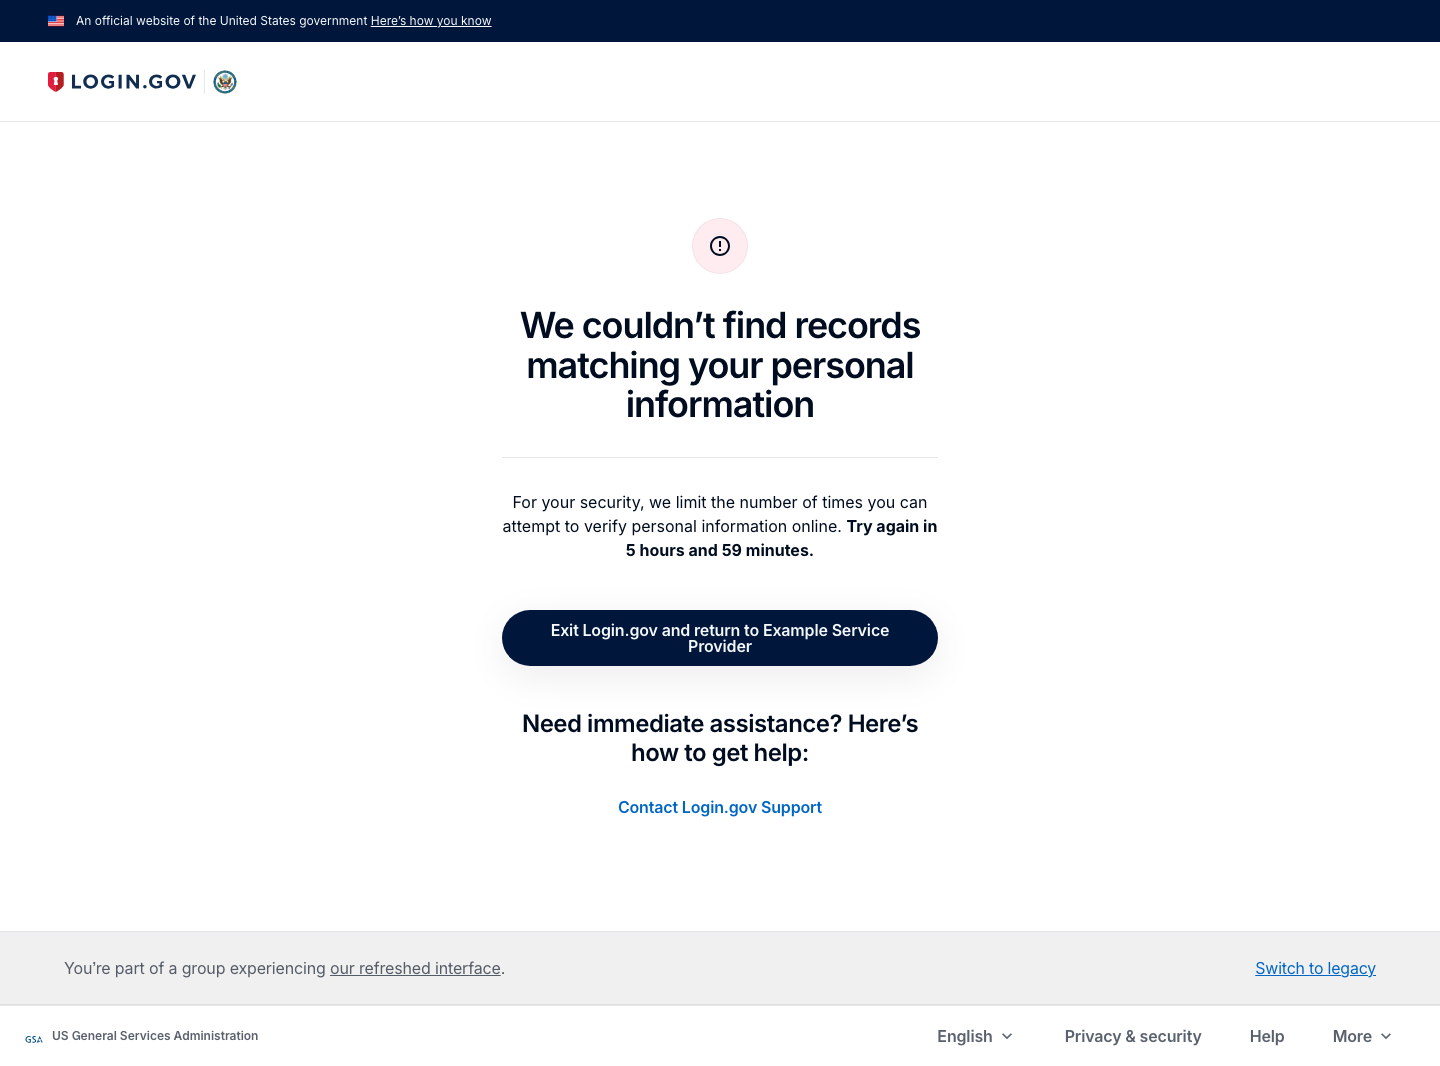 An official website of the United States government Here’s how you know
LOGIN.GOV
We couldn’t find records
matching your personal
information
For your security, we limit the number of times you can
attempt to verify personal information online. Try again in
5 hours and 59 minutes.
Exit Login.gov and return to Example Service
Provider
Need immediate assistance? Here’s
how to get help:
Contact Login.gov Support
You’re part of a group experiencing our refreshed interface.
Switch to legacy
GSA US General Services Administration
English
Privacy & security
Help
More